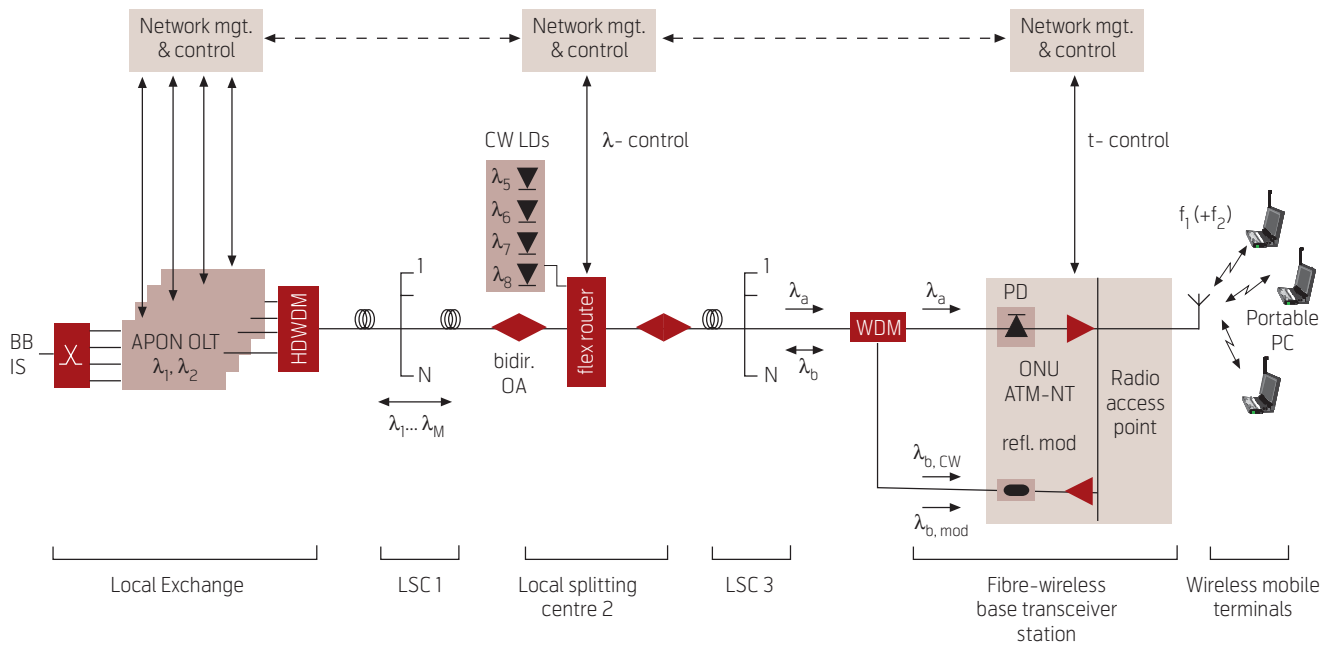 Network mgt.
& control
Network mgt.
& control
Network mgt.
& control
CW LDs
λ- control
t- control
λ5
λ6
λ7
λ8
f1 (+f2)
BB
IS
APON OLT
λ1, λ2
HDWDM
1
N
λ1... λM
bidir.
OA
flex router
1
N
λa
λb
WDM
λa
PD
ONU
ATM-NT
refl. mod
Radio
access
point
λb, CW
λb, mod
Portable
PC
Local Exchange
LSC 1
Local splitting
centre 2
LSC 3
Fibre-wireless
base transceiver
station
Wireless mobile
terminals